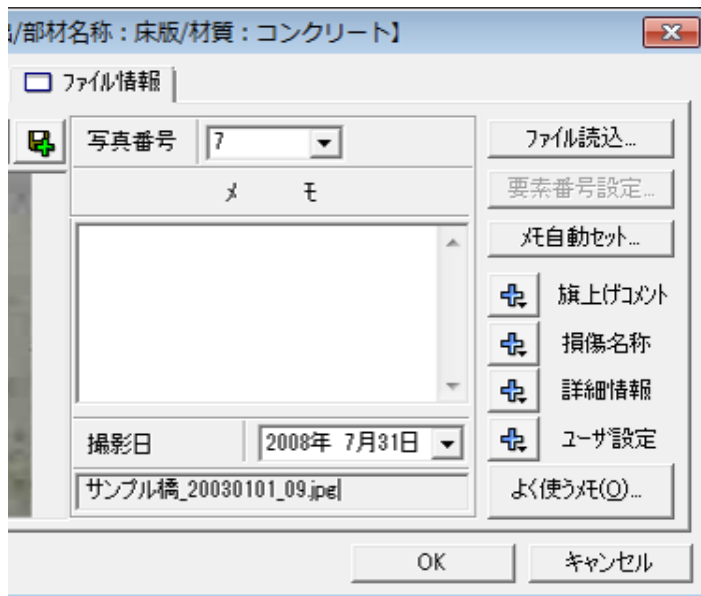 /部材名称：床版/材質：コンクリート】
ファイル情報
写真番号 7
ファイル読込...
メモ
要素番号設定...
メモ自動セット...
旗上げコメント
損傷名称
詳細情報
撮影日 2008年 7月31日
ユーザ設定
サンプル橋_20030101_09.jpg
よく使うメモ(O)...
OK キャンセル